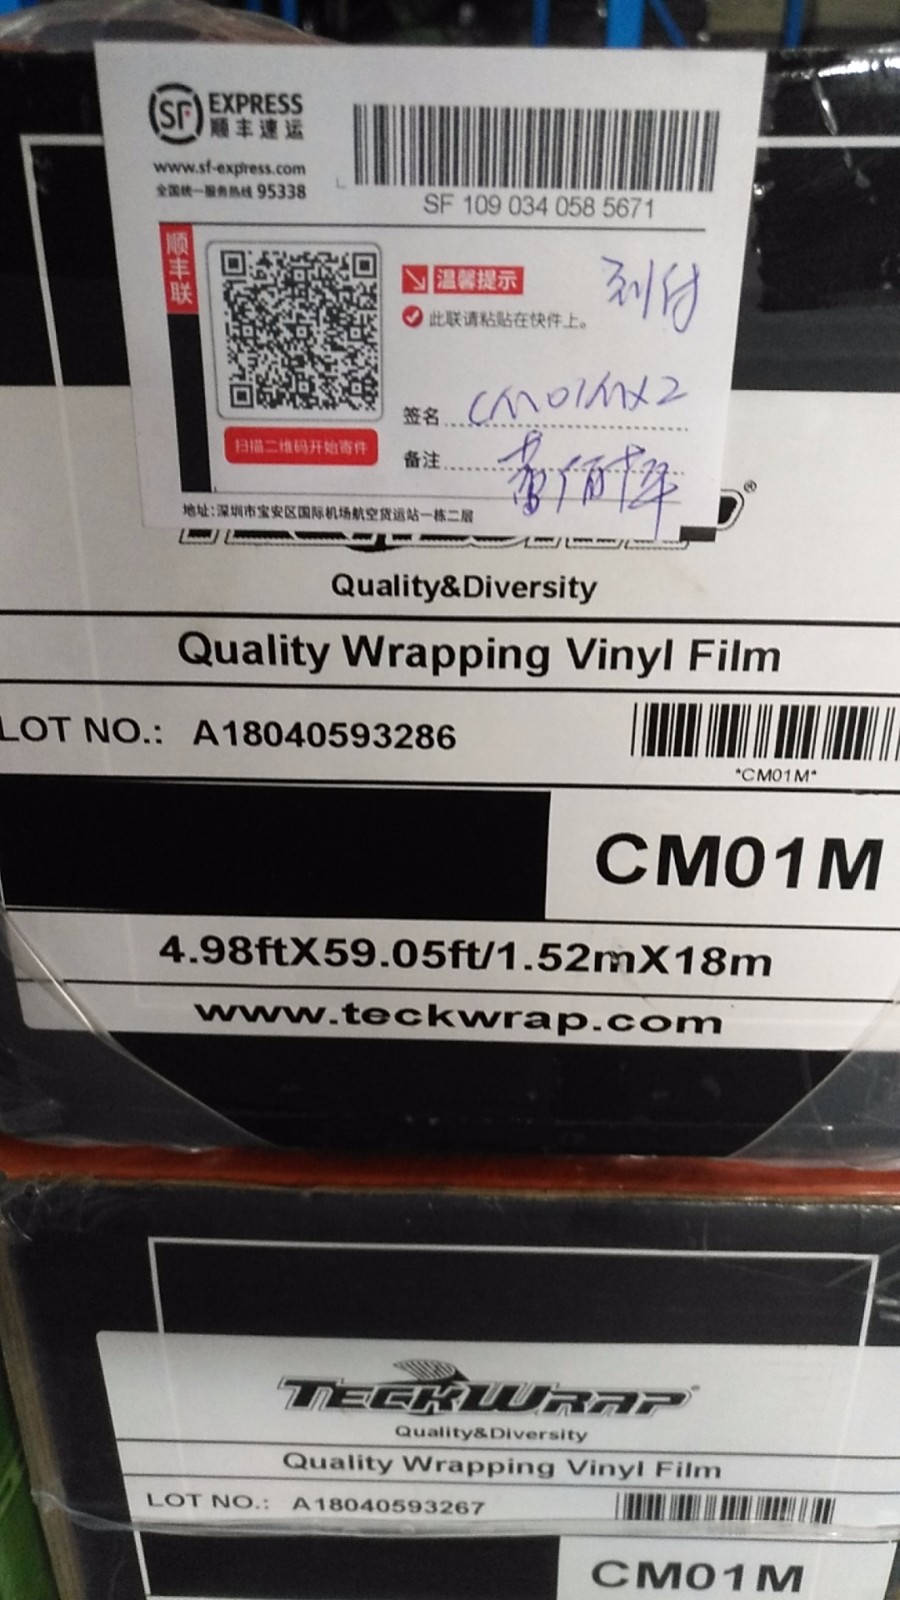 SF EXPRESS
顺丰速运
www.sf-express.com
全国统一服务热线 95338
SF 109 034 058 5671
顺丰联
温馨提示
到付
此联请粘贴在快件上。
签名 CM01MX2
扫描二维码开始寄件
备注
地址：深圳市宝安区国际机场航空货运站一栋二层
®
Quality&Diversity
Quality Wrapping Vinyl Film
LOT NO.: A18040593286
*CM01M*
CM01M
4.98ftX59.05ft/1.52mX18m
www.teckwrap.com
TECKWRAP®
Quality&Diversity
Quality Wrapping Vinyl Film
LOT NO.: A18040593267
CM01M